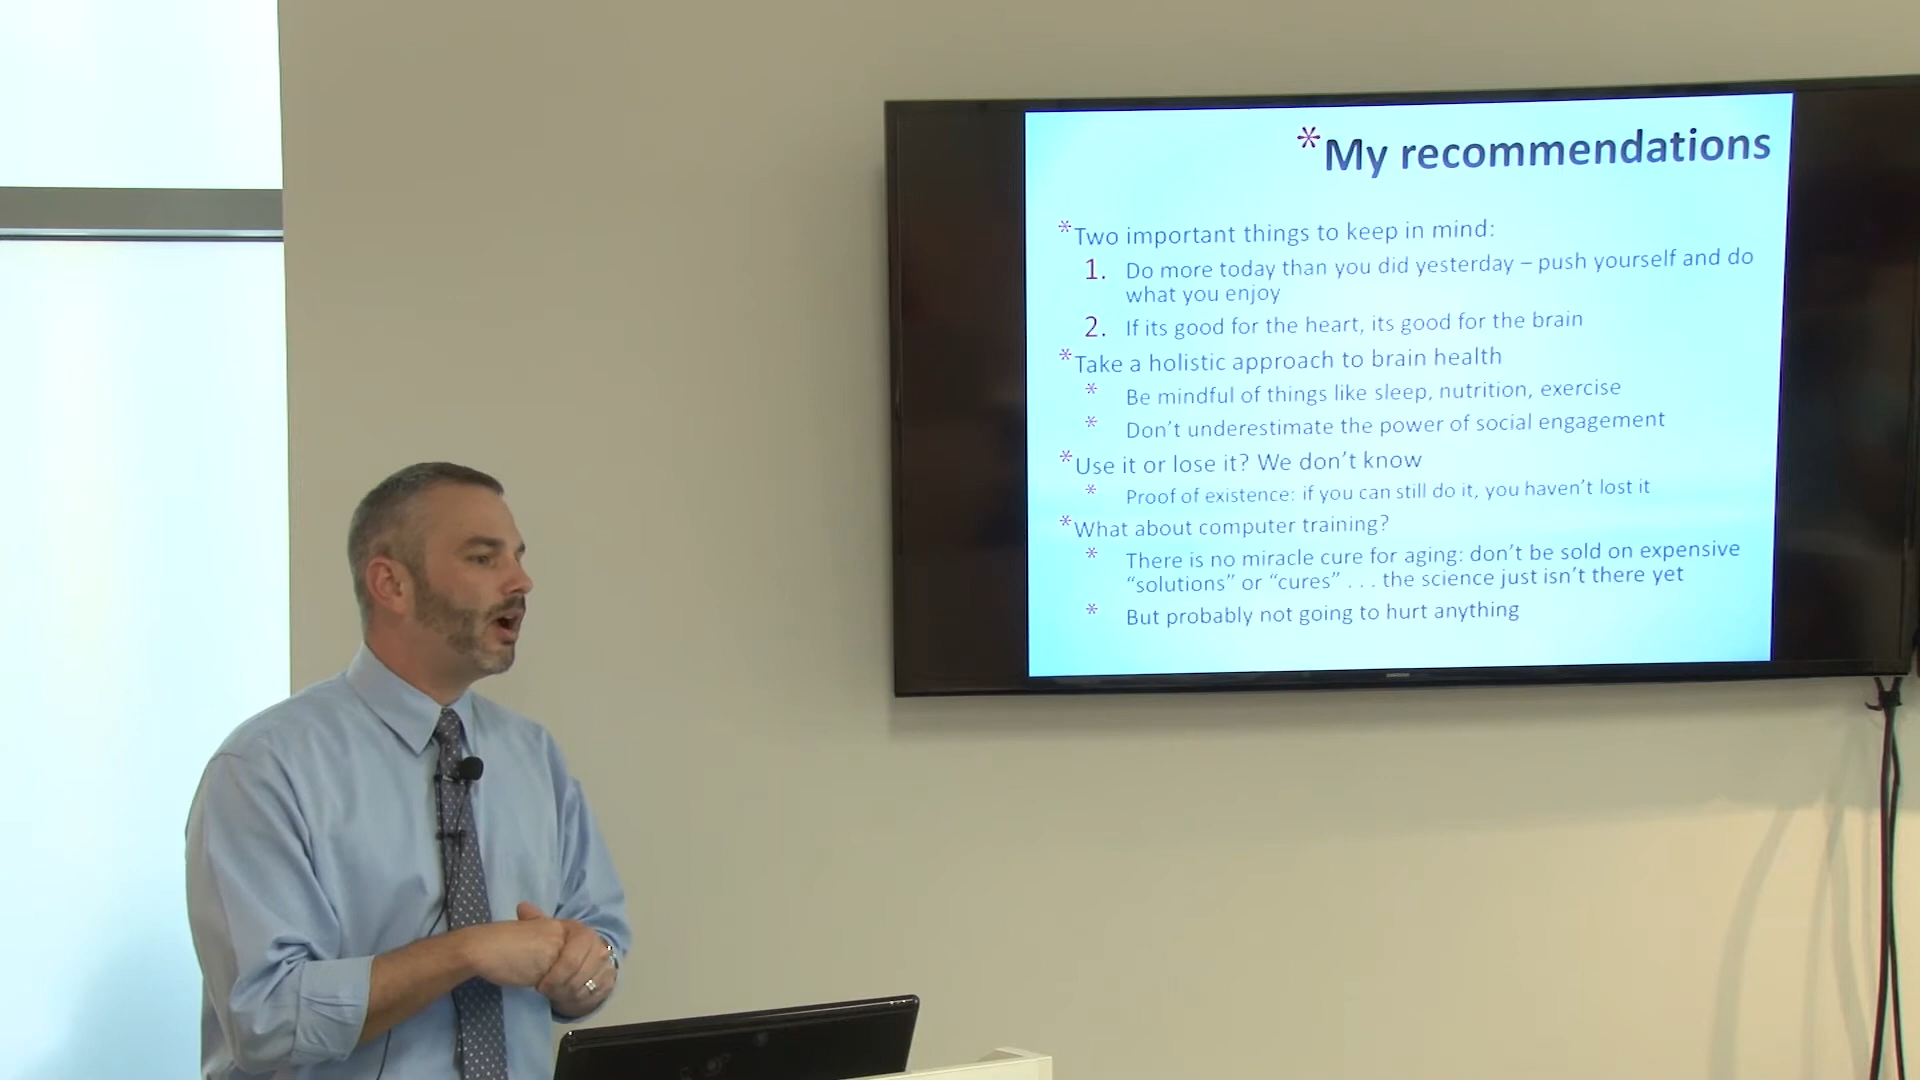 *My recommendations
*Two important things to keep in mind:
1. Do more today than you did yesterday – push yourself and do
what you enjoy
2. If its good for the heart, its good for the brain
*Take a holistic approach to brain health
* Be mindful of things like sleep, nutrition, exercise
* Don't underestimate the power of social engagement
*Use it or lose it? We don't know
* Proof of existence: if you can still do it, you haven't lost it
*What about computer training?
* There is no miracle cure for aging: don't be sold on expensive
“solutions” or “cures” . . . the science just isn't there yet
* But probably not going to hurt anything